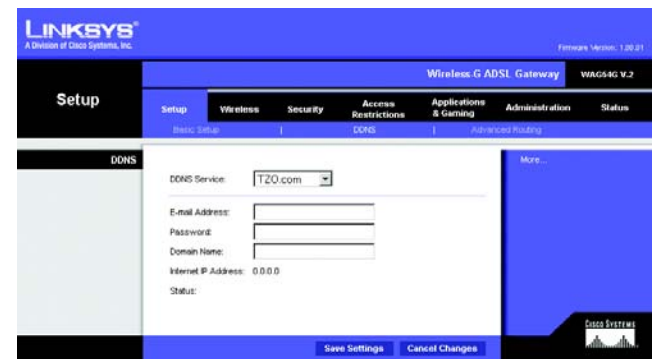 LINKSYS®
A Division of Cisco Systems, Inc.
Firmware Version: 1.00.21
Wireless-G ADSL Gateway WAG54G V.2
Setup
Setup Wireless Security Access Restrictions Applications & Gaming Administration Status
Basic Setup | DDNS | Advanced Routing
DDNS
DDNS Service: TZO.com
More...
E-mail Address:
Password:
Domain Name:
Internet IP Address: 0.0.0.0
Status:
Save Settings Cancel Changes
CISCO SYSTEMS